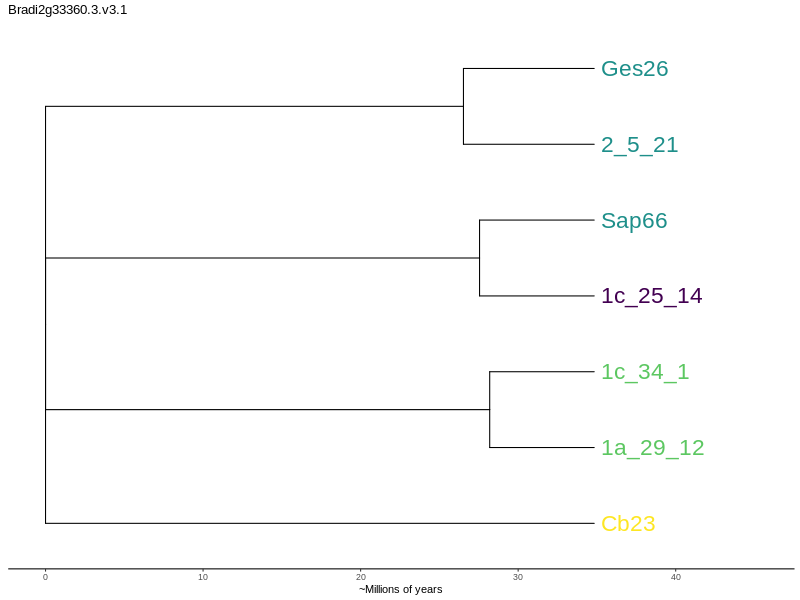 Bradi2g33360.3.v3.1
Ges26
2_5_21
Sap66
1c_25_14
1c_34_1
1a_29_12
Cb23
0 10 20 30 40
~Millions of years